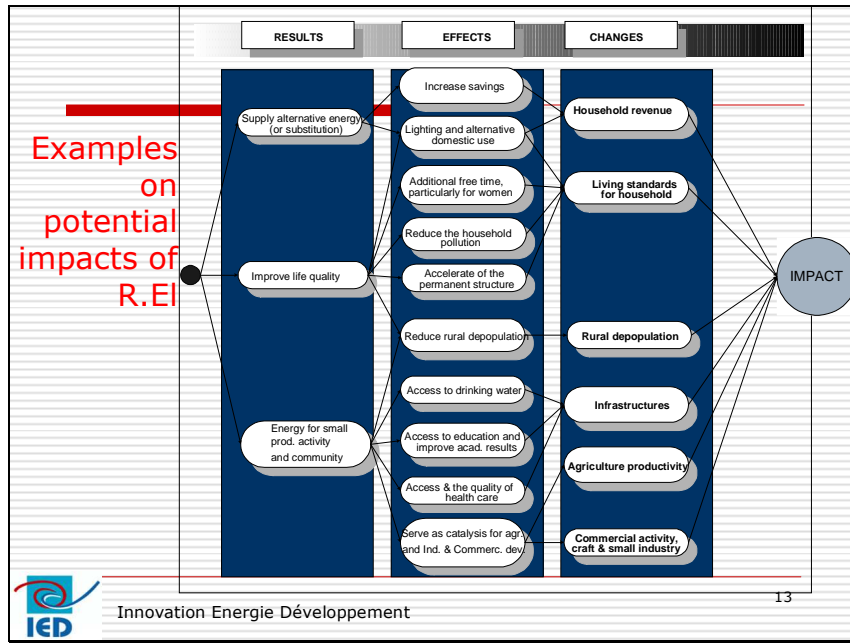 RESULTS
EFFECTS
CHANGES
Examples
on
potential
impacts of
R.El
Supply alternative energy
(or substitution)
Improve life quality
Energy for small
prod. activity
and community
Increase savings
Lighting and alternative
domestic use
Additional free time,
particularly for women
Reduce the household
pollution
Accelerate of the
permanent structure
Reduce rural depopulation
Access to drinking water
Access to education and
improve acad. results
Access & the quality of
health care
Serve as catalysis for agr.
and Ind. & Commerc. dev.
Household revenue
Living standards
for household
Rural depopulation
Infrastructures
Agriculture productivity
Commercial activity,
craft & small industry
IMPACT
IED
Innovation Energie Développement
13